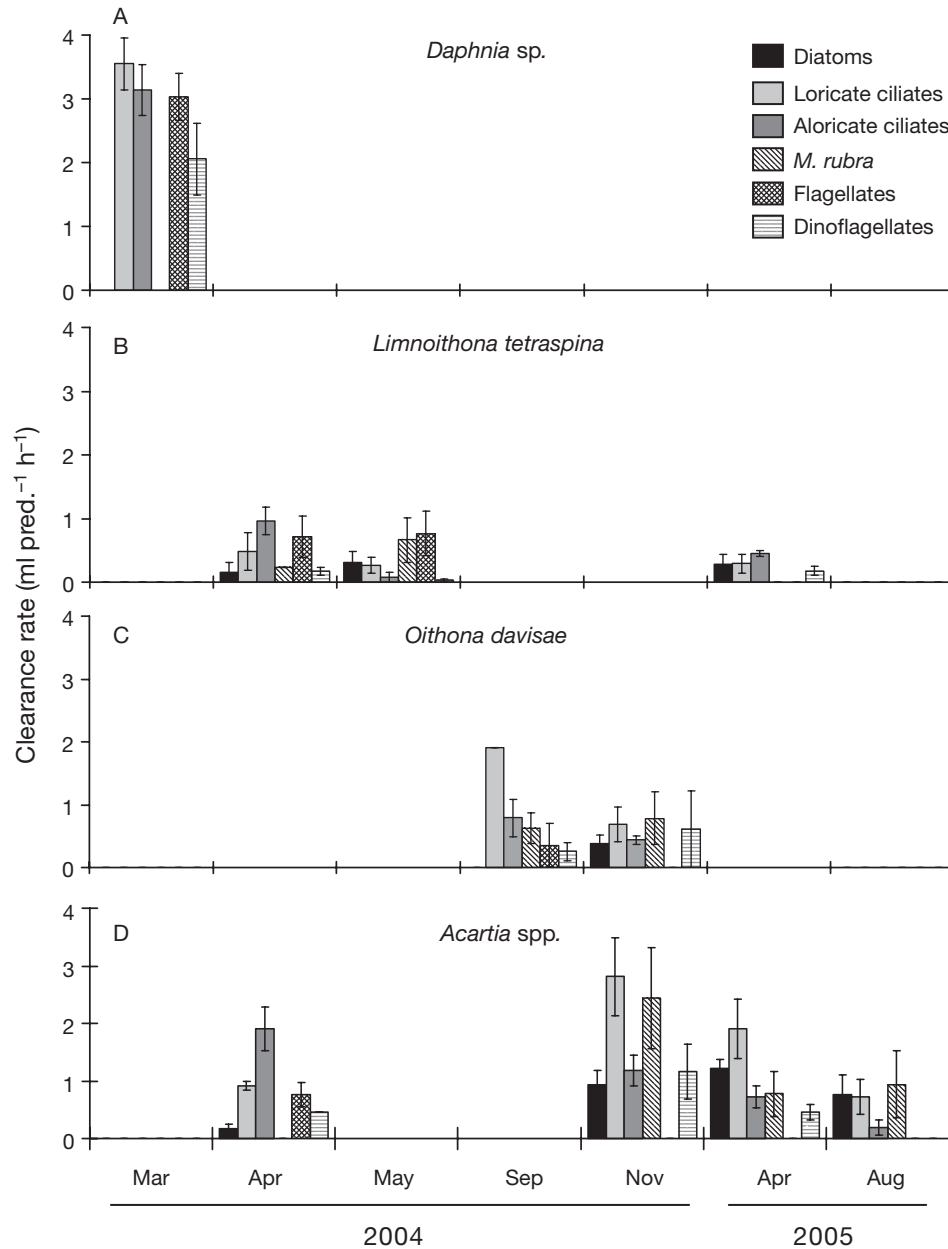 A
Daphnia sp.
4
3
2
1
0
Diatoms
Loricate ciliates
Aloricate ciliates
M. rubra
Flagellates
Dinoflagellates
B
Limnoithona tetraspina
4
3
2
1
0
Clearance rate (ml pred.⁻¹ h⁻¹)
C
Oithona davisae
4
3
2
1
0
D
Acartia spp.
4
3
2
1
0
Mar Apr May Sep Nov Apr Aug
2004 2005